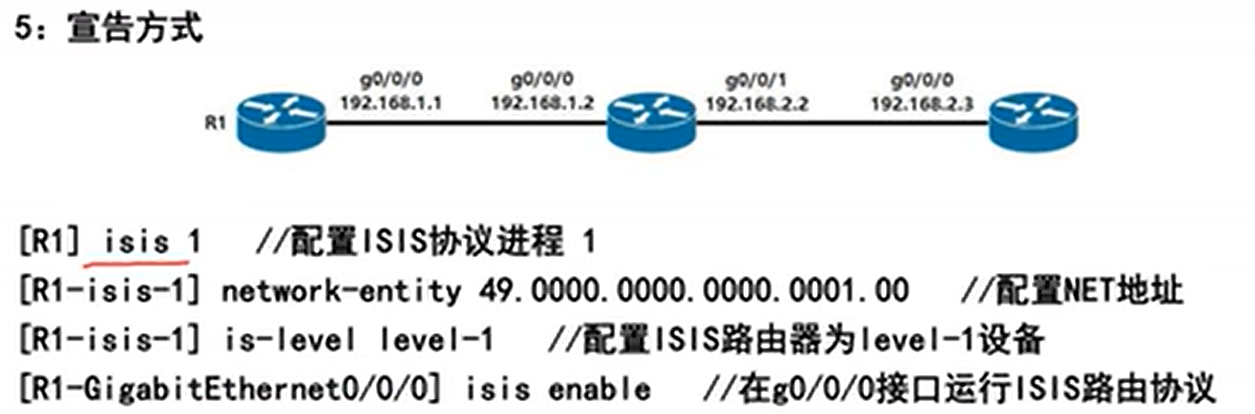 5：宣告方式
g0/0/0 g0/0/0 g0/0/1 g0/0/0
192.168.1.1 192.168.1.2 192.168.2.2 192.168.2.3
R1
[R1] isis 1 //配置ISIS协议进程 1
[R1-isis-1] network-entity 49.0000.0000.0000.0001.00 //配置NET地址
[R1-isis-1] is-level level-1 //配置ISIS路由器为level-1设备
[R1-GigabitEthernet0/0/0] isis enable //在g0/0/0接口运行ISIS路由协议